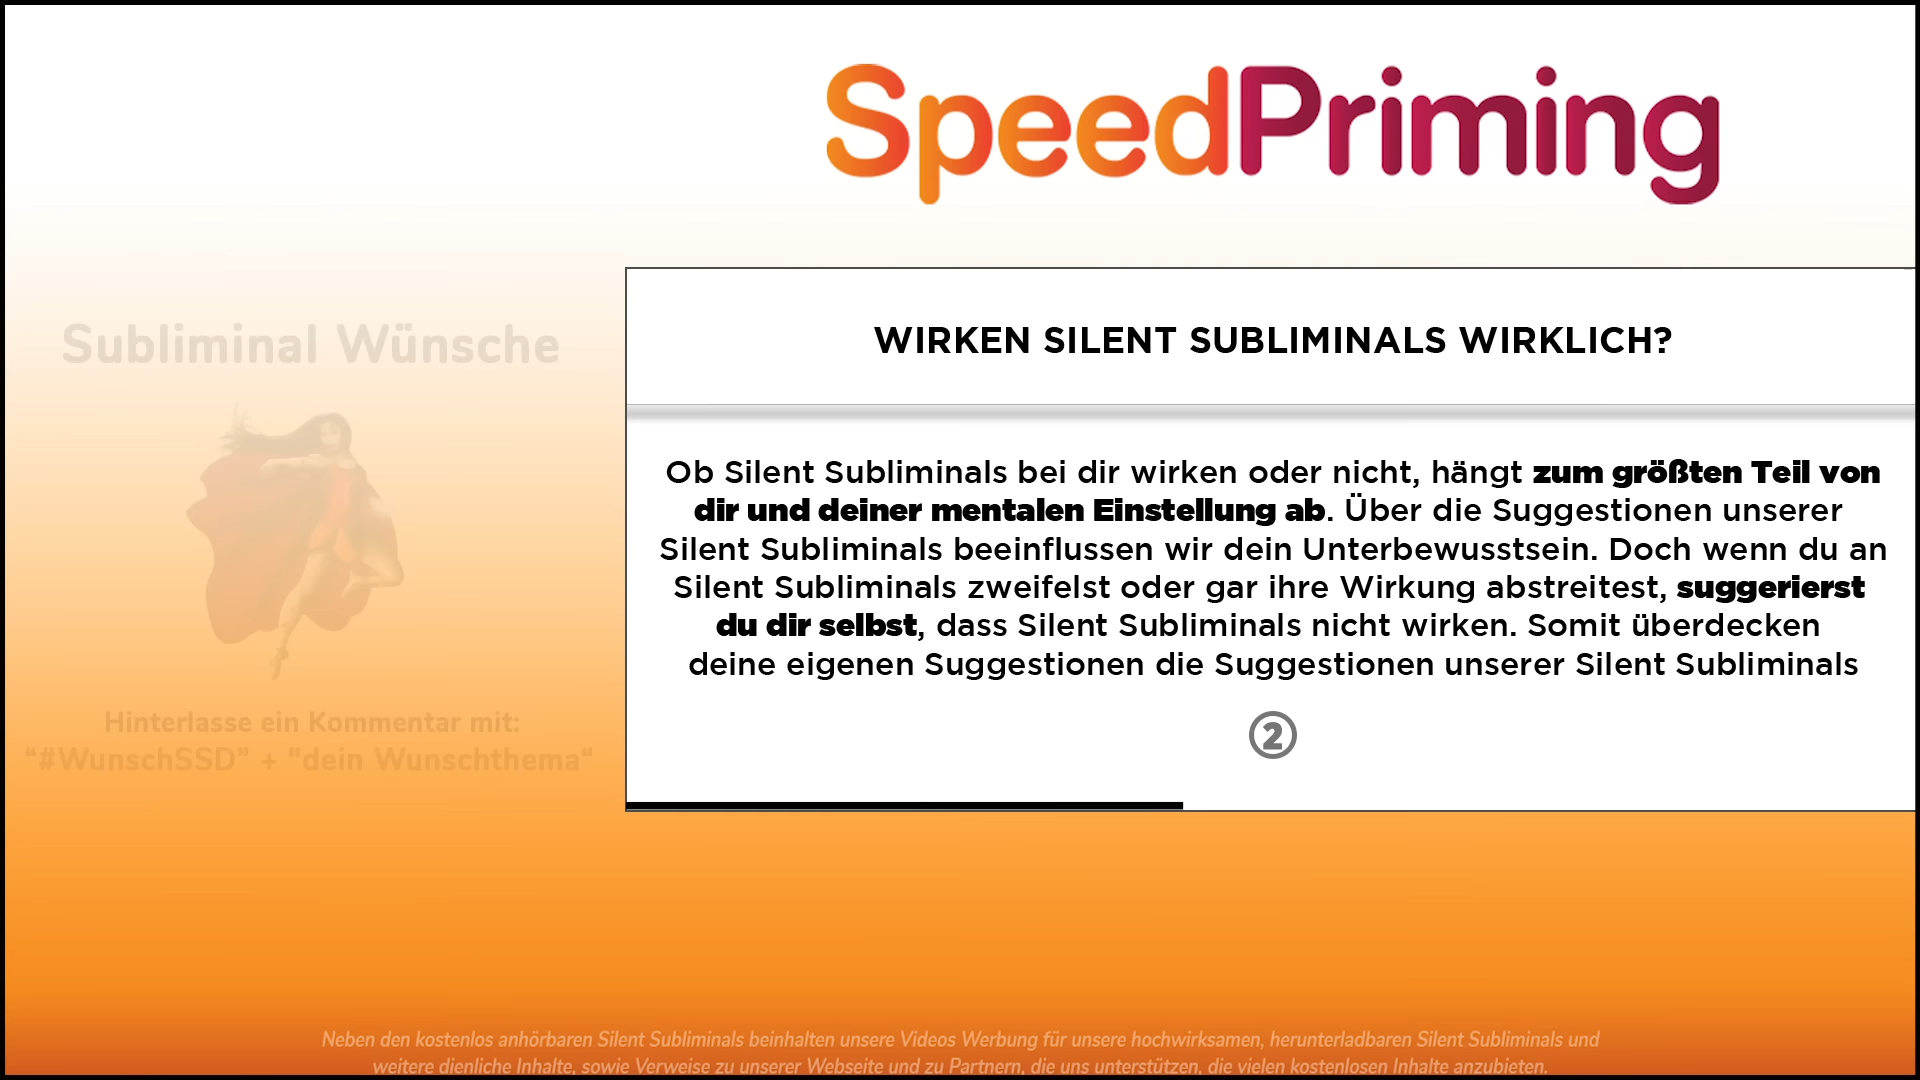 SpeedPriming
Subliminal Wünsche
Hinterlasse ein Kommentar mit:
“#WunschSSD” + "dein Wunschthema“
WIRKEN SILENT SUBLIMINALS WIRKLICH?
Ob Silent Subliminals bei dir wirken oder nicht, hängt zum größten Teil von
dir und deiner mentalen Einstellung ab. Über die Suggestionen unserer
Silent Subliminals beeinflussen wir dein Unterbewusstsein. Doch wenn du an
Silent Subliminals zweifelst oder gar ihre Wirkung abstreitest, suggerierst
du dir selbst, dass Silent Subliminals nicht wirken. Somit überdecken
deine eigenen Suggestionen die Suggestionen unserer Silent Subliminals
2
Neben den kostenlos anhörbaren Silent Subliminals beinhalten unsere Videos Werbung für unsere hochwirksamen, herunterladbaren Silent Subliminals und
weitere dienliche Inhalte, sowie Verweise zu unserer Webseite und zu Partnern, die uns unterstützen, die vielen kostenlosen Inhalte anzubieten.